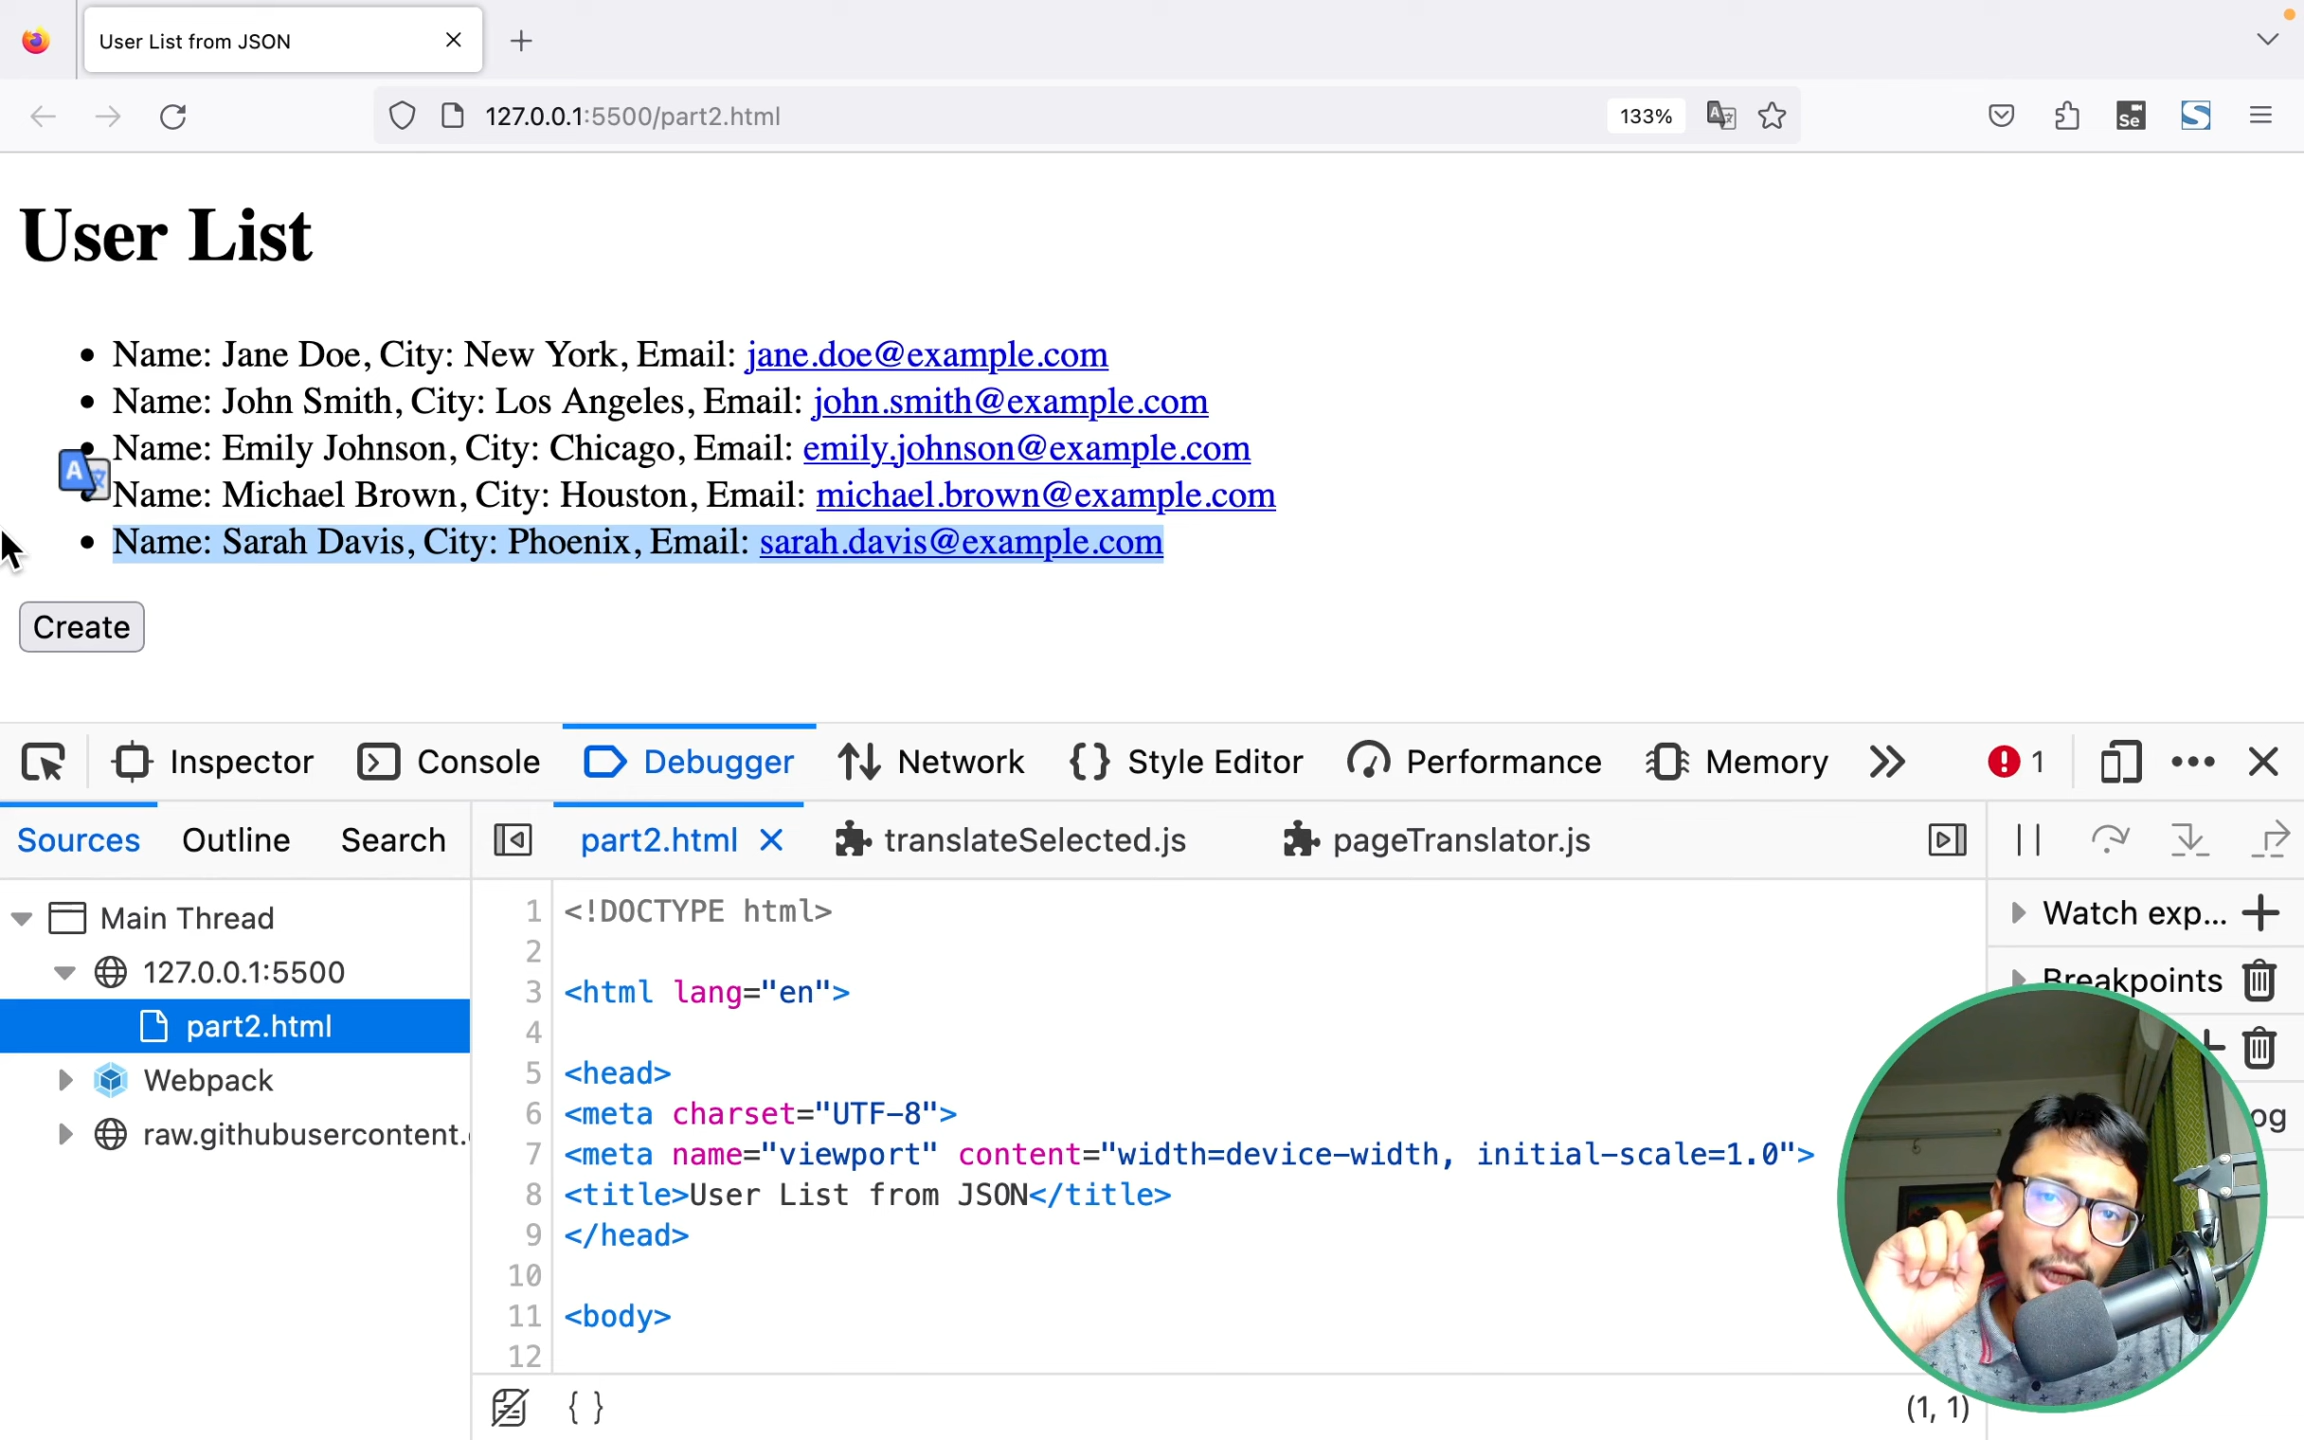 User List from JSON
127.0.0.1:5500/part2.html
133%
Se
S
User List
Name: Jane Doe, City: New York, Email: jane.doe@example.com
Name: John Smith, City: Los Angeles, Email: john.smith@example.com
Name: Emily Johnson, City: Chicago, Email: emily.johnson@example.com
Name: Michael Brown, City: Houston, Email: michael.brown@example.com
Name: Sarah Davis, City: Phoenix, Email: sarah.davis@example.com
Create
Inspector Console Debugger Network Style Editor Performance Memory 1
Sources Outline Search part2.html translateSelected.js pageTranslator.js
Main Thread
127.0.0.1:5500
part2.html
Webpack
raw.githubusercontent.
1 <!DOCTYPE html>
2
3 <html lang="en">
4
5 <head>
6 <meta charset="UTF-8">
7 <meta name="viewport" content="width=device-width, initial-scale=1.0">
8 <title>User List from JSON</title>
9 </head>
10
11 <body>
12
{ }
(1, 1)
Watch exp...
Breakpoints